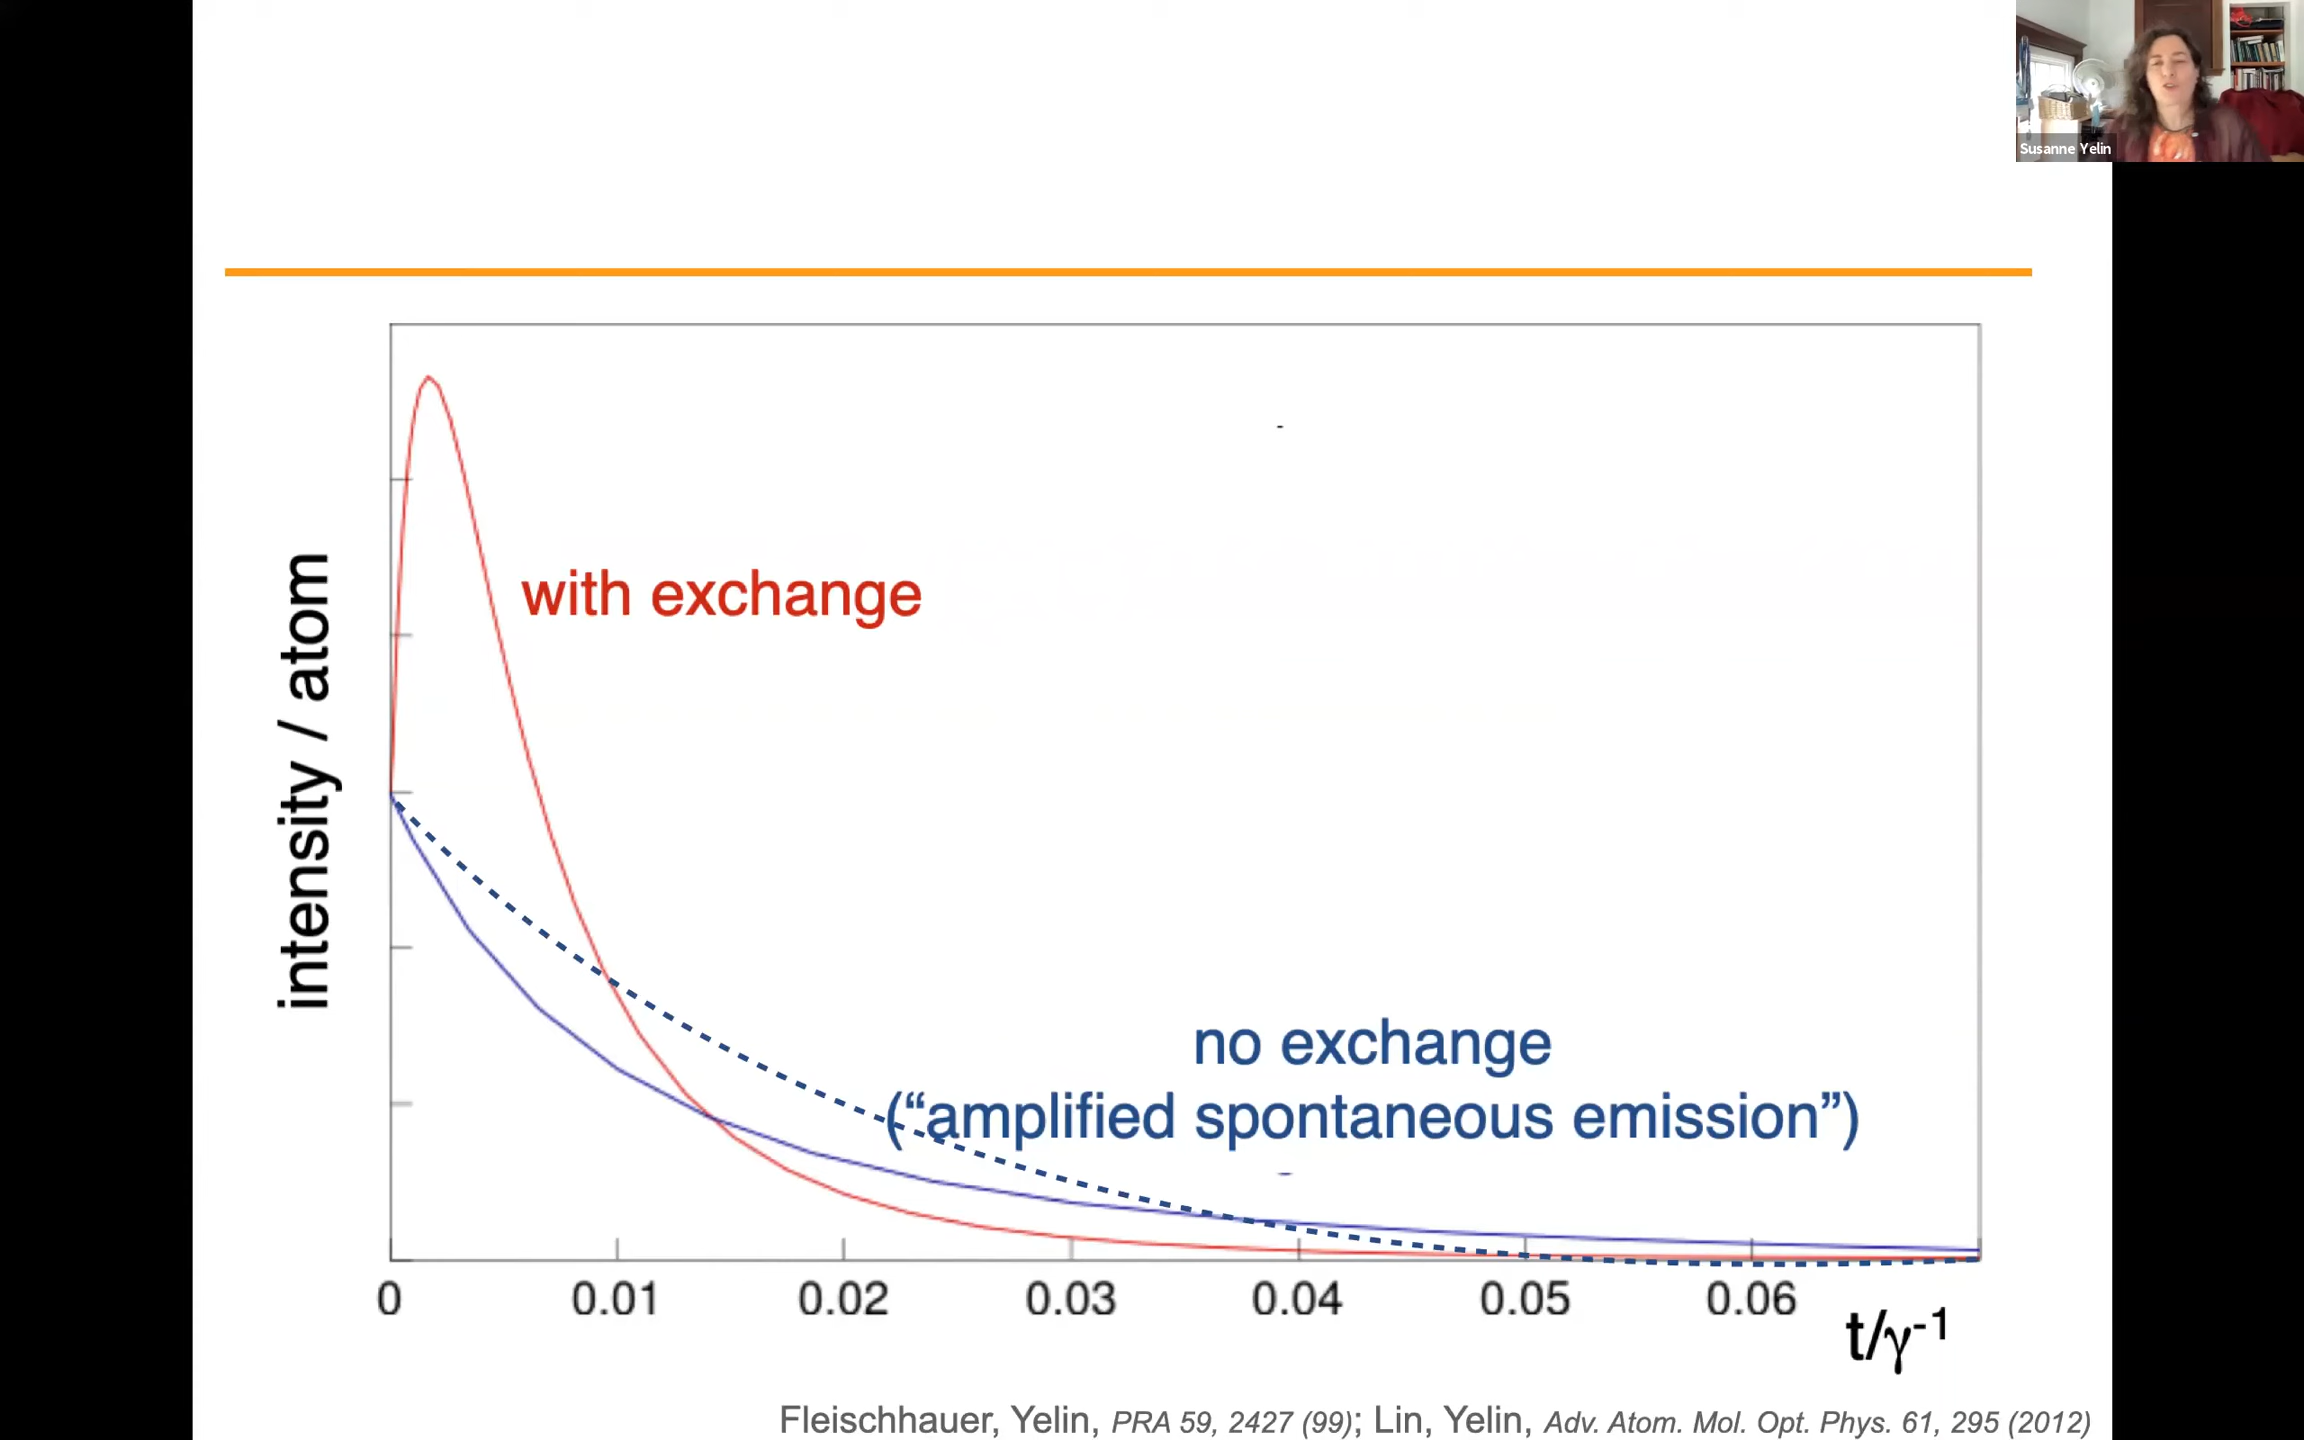 Susanne Yelin
with exchange
intensity / atom
no exchange
(“amplified spontaneous emission”)
0 0.01 0.02 0.03 0.04 0.05 0.06
t/γ⁻¹
Fleischhauer, Yelin, PRA 59, 2427 (99); Lin, Yelin, Adv. Atom. Mol. Opt. Phys. 61, 295 (2012)